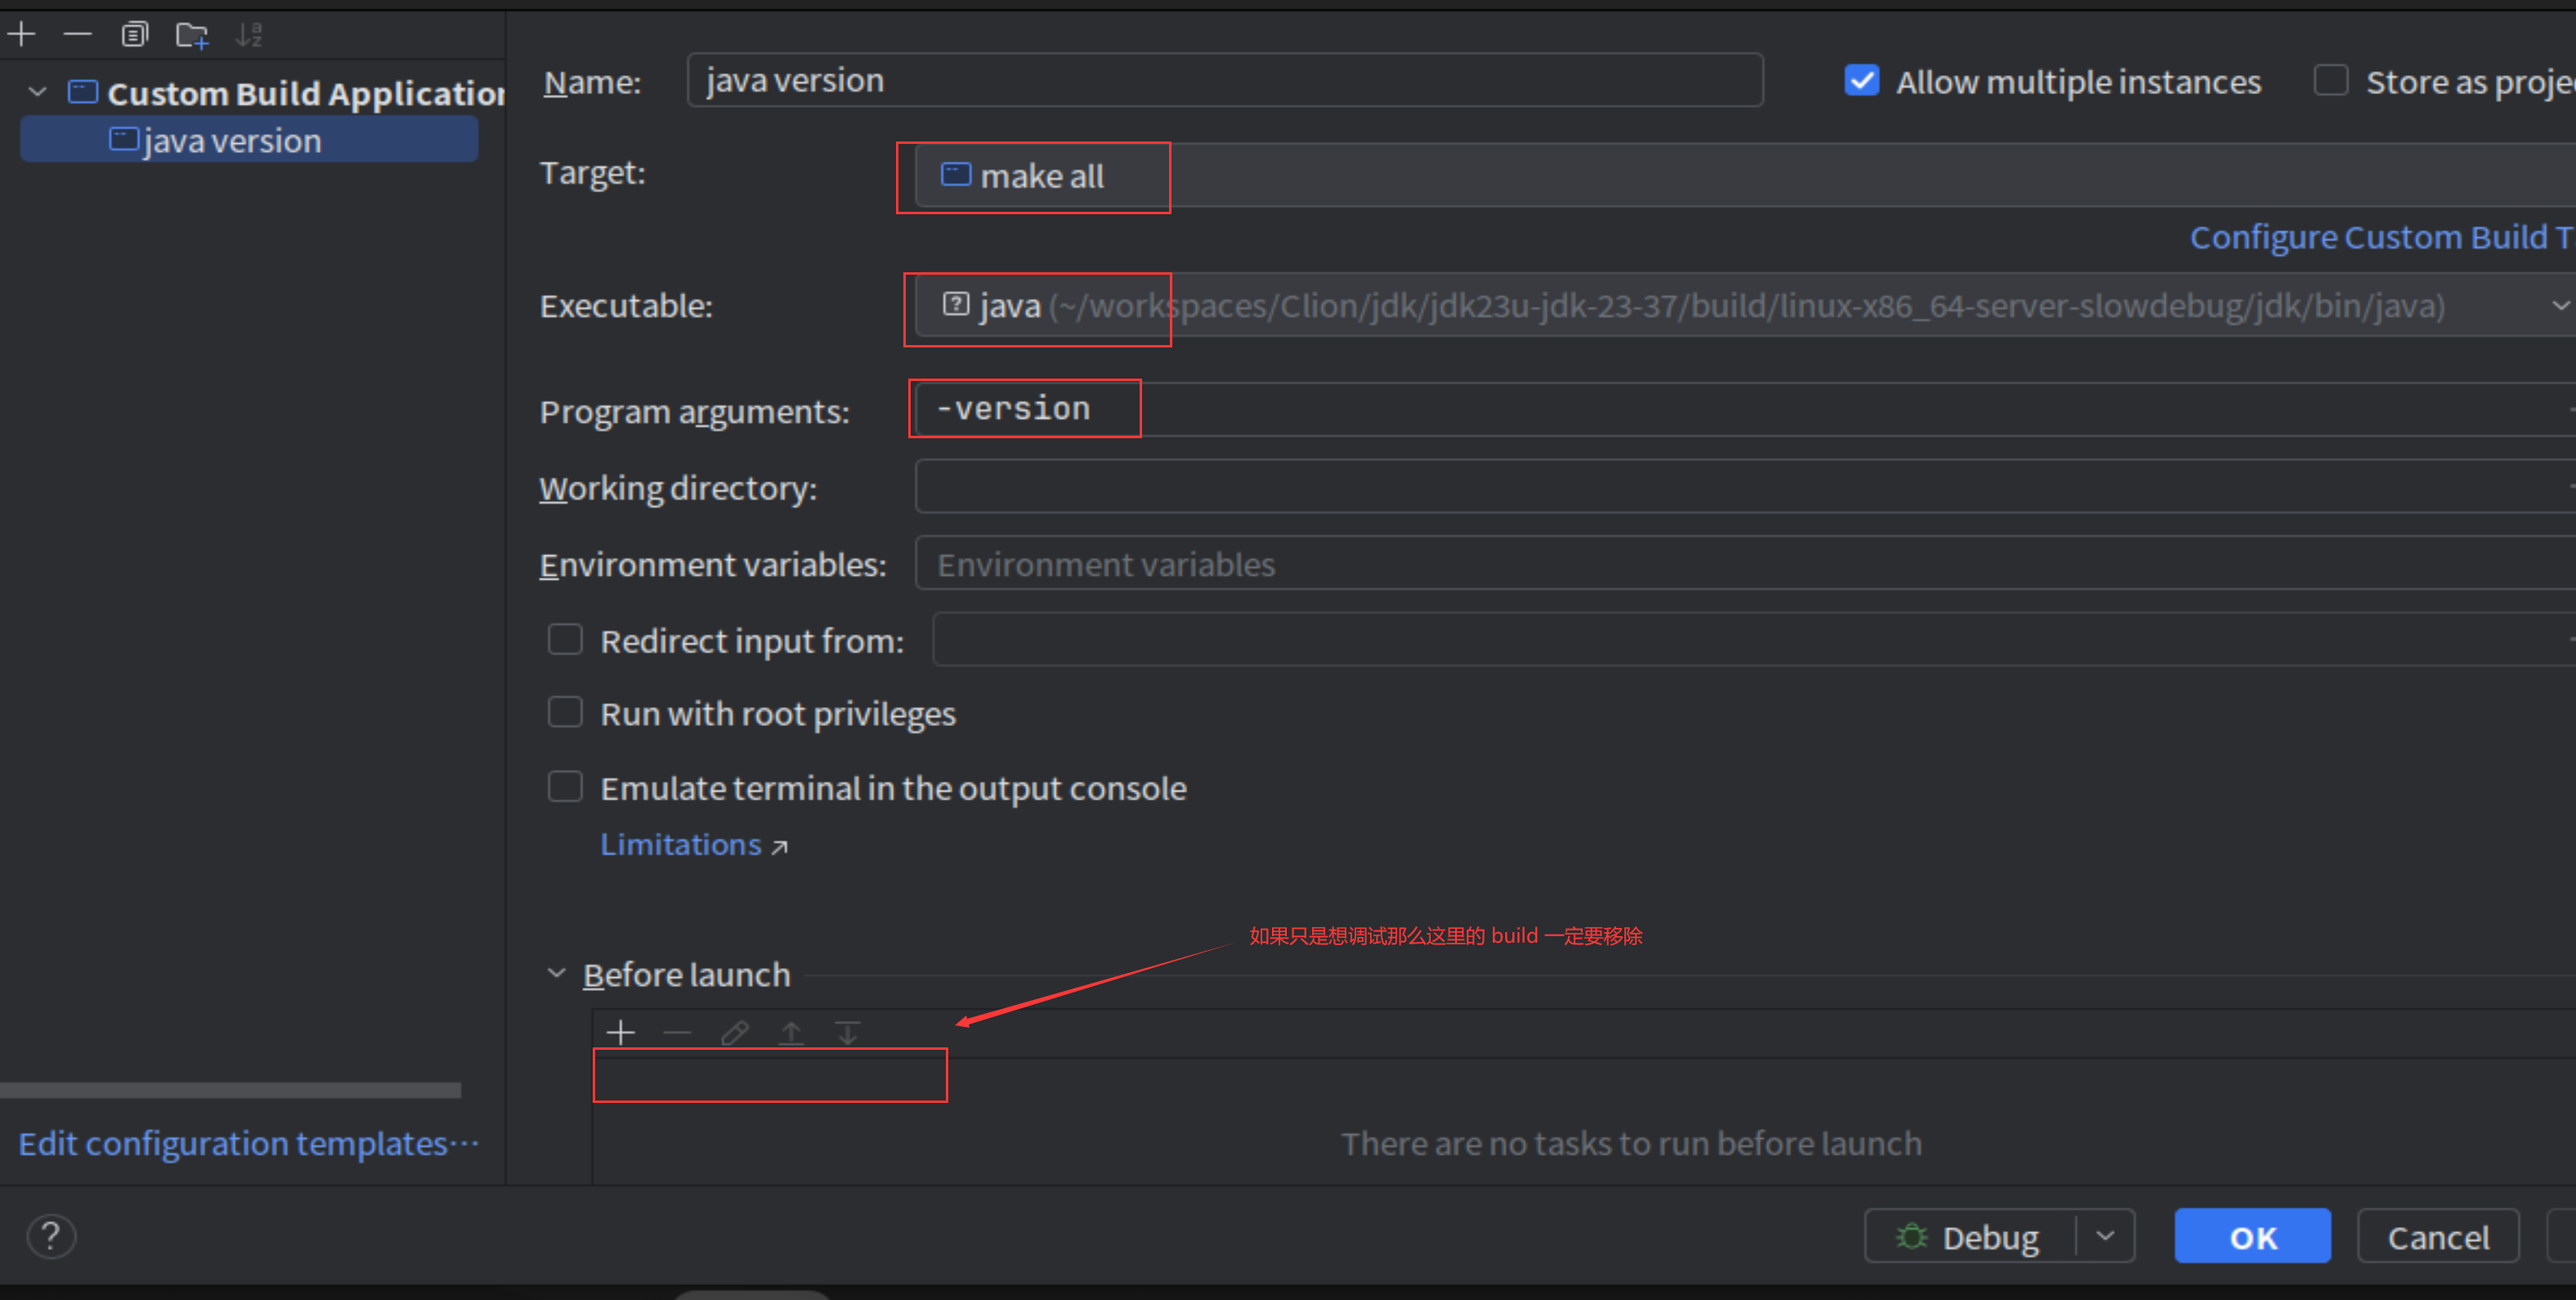 Custom Build Application
java version
Edit configuration templates...
Name: java version
Allow multiple instances
Store as proje
Target: make all
Configure Custom Build T
Executable: java (~/workspaces/Clion/jdk/jdk23u-jdk-23-37/build/linux-x86_64-server-slowdebug/jdk/bin/java)
Program arguments: -version
Working directory:
Environment variables: Environment variables
Redirect input from:
Run with root privileges
Emulate terminal in the output console
Limitations ↗
如果只是想调试那么这里的 build 一定要移除
Before launch
There are no tasks to run before launch
?
Debug
OK
Cancel